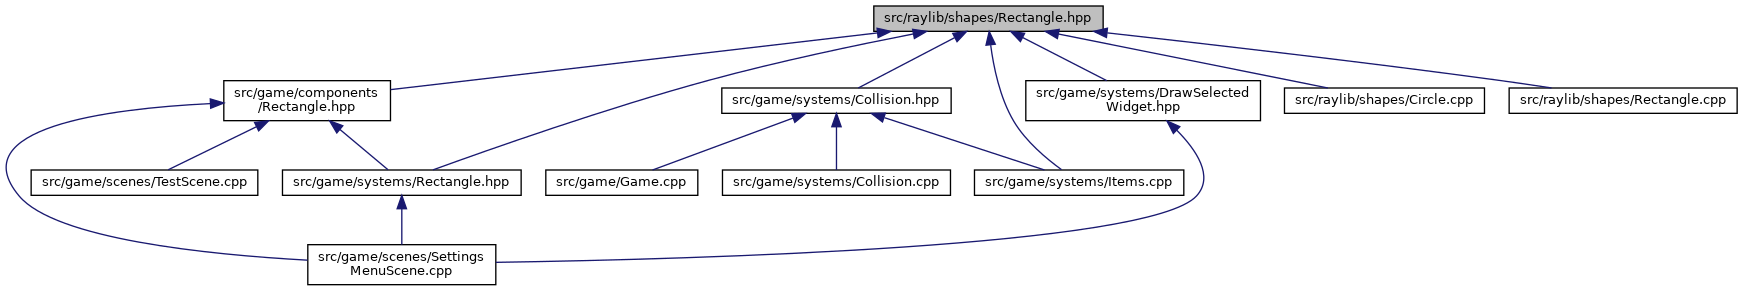 src/raylib/shapes/Rectangle.hpp
src/game/components
/Rectangle.hpp
src/game/systems/Collision.hpp
src/game/systems/DrawSelected
Widget.hpp
src/raylib/shapes/Circle.cpp
src/raylib/shapes/Rectangle.cpp
src/game/scenes/TestScene.cpp
src/game/systems/Rectangle.hpp
src/game/Game.cpp
src/game/systems/Collision.cpp
src/game/systems/Items.cpp
src/game/scenes/Settings
MenuScene.cpp